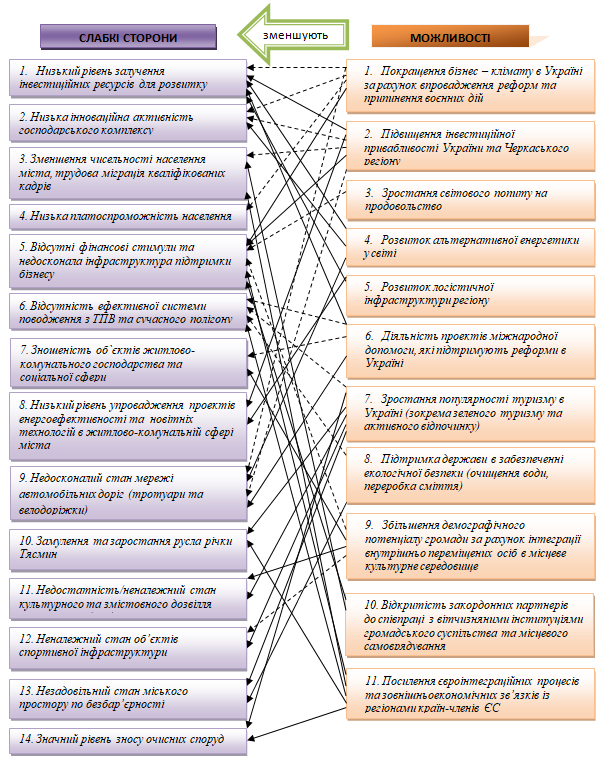 СЛАБКІ СТОРОНИ
зменшують
МОЖЛИВОСТІ
1. Низький рівень залучення
інвестиційних ресурсів для розвитку
2. Низька інноваційна активність
господарського комплексу
3. Зменшення чисельності населення
міста, трудова міграція кваліфікованих
кадрів
4. Низька платоспроможність населення
5. Відсутні фінансові стимули та
недосконала інфраструктура підтримки
бізнесу
6. Відсутність ефективної системи
поводження з ТПВ та сучасного полігону
7. Зношеність об'єктів житлово-
комунального господарства та
соціальної сфери
8. Низький рівень упровадження проектів
енергоефективності та новітніх
технологій в житлово-комунальній сфері
міста
9. Недосконалий стан мережі
автомобільних доріг (тротуари та
велодоріжки)
10. Замулення та заростання русла річки
Тясмин
11. Недостатність/неналежний стан
культурного та змістовного дозвілля
12. Неналежний стан об'єктів
спортивної інфраструктури
13. Незадовільний стан міського
простору по безбар'єрності
14. Значний рівень зносу очисних споруд
1. Покращення бізнес – клімату в Україні
за рахунок впровадження реформ та
припинення воєнних дій
2. Підвищення інвестиційної
привабливості України та Черкаського
регіону
3. Зростання світового попиту на
продовольство
4. Розвиток альтернативної енергетики
у світі
5. Розвиток логістичної
інфраструктури регіону
6. Діяльність проектів міжнародної
допомоги, які підтримують реформи в
Україні
7. Зростання популярності туризму в
Україні (зокрема зеленого туризму та
активного відпочинку)
8. Підтримка держави в забезпеченні
екологічної безпеки (очищення води,
переробка сміття)
9. Збільшення демографічного
потенціалу громади за рахунок інтеграції
внутрішньо переміщених осіб в місцеве
культурне середовище
10. Відкритість закордонних партнерів
до співпраці з вітчизняними інституціями
громадського суспільства та місцевого
самоврядування
11. Посилення євроінтеграційних процесів
та зовнішньоекономічних зв'язків із
регіонами країн-членів ЄС